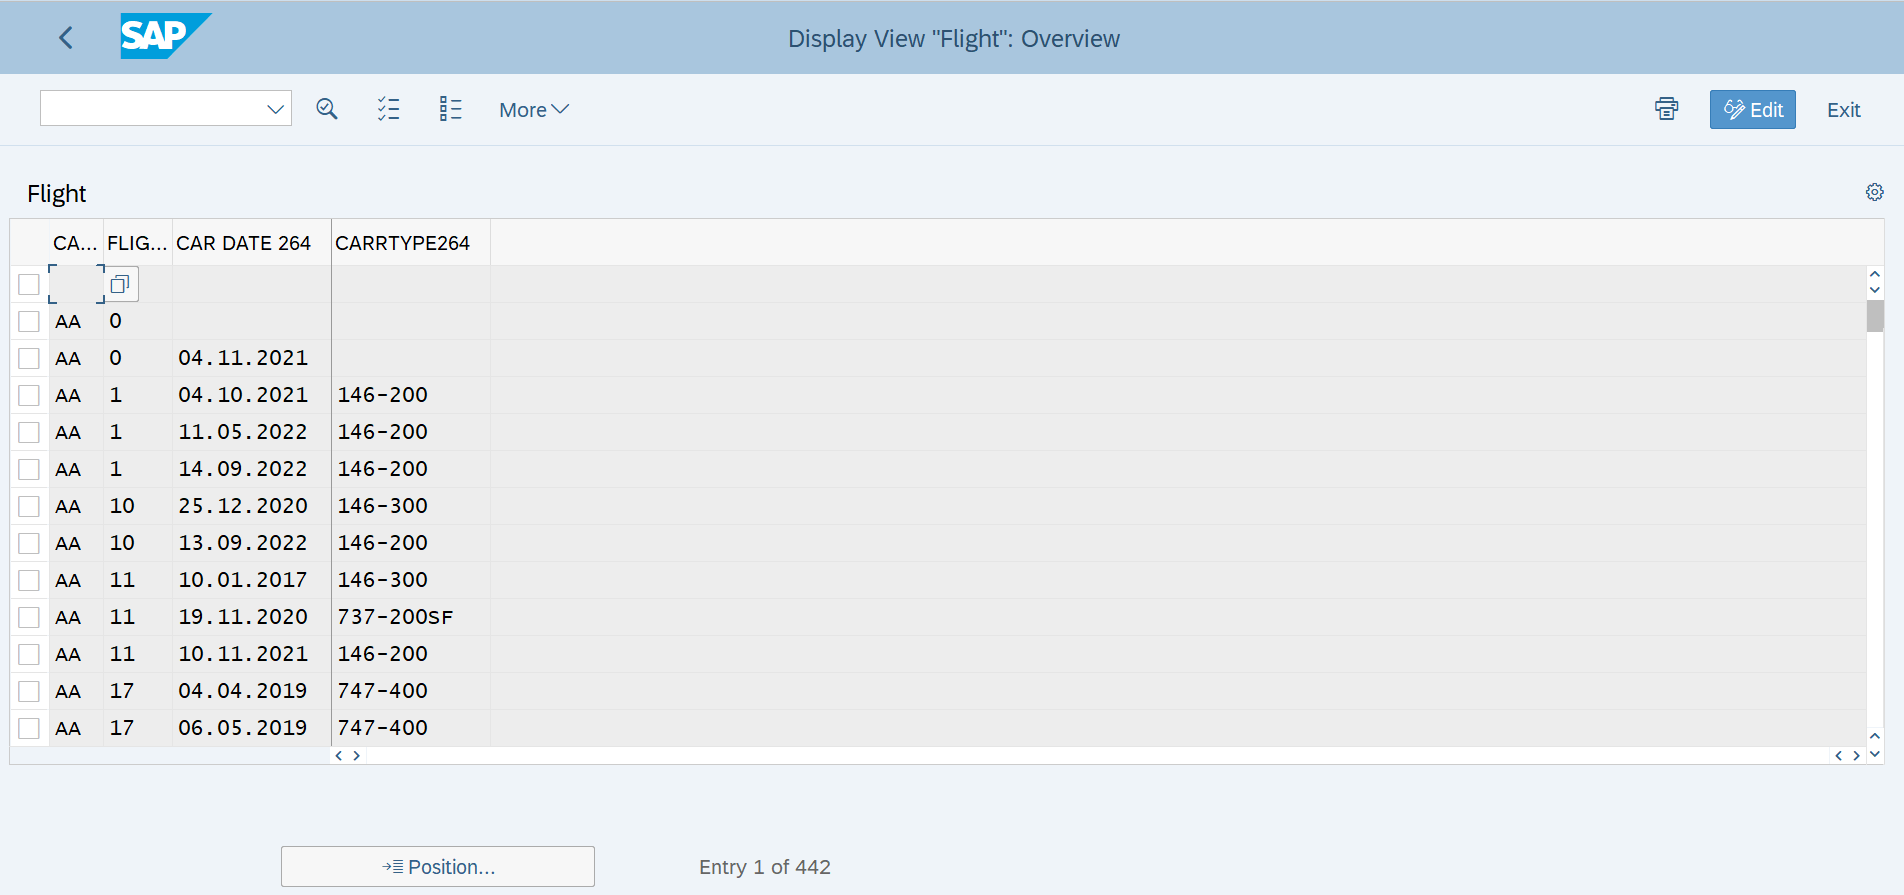 SAP
Display View "Flight": Overview
More
Edit
Exit
Flight
CA... FLIG... CAR DATE 264 CARRTYPE264
AA 0
AA 0 04.11.2021
AA 1 04.10.2021 146-200
AA 1 11.05.2022 146-200
AA 1 14.09.2022 146-200
AA 10 25.12.2020 146-300
AA 10 13.09.2022 146-200
AA 11 10.01.2017 146-300
AA 11 19.11.2020 737-200SF
AA 11 10.11.2021 146-200
AA 17 04.04.2019 747-400
AA 17 06.05.2019 747-400
Position...
Entry 1 of 442